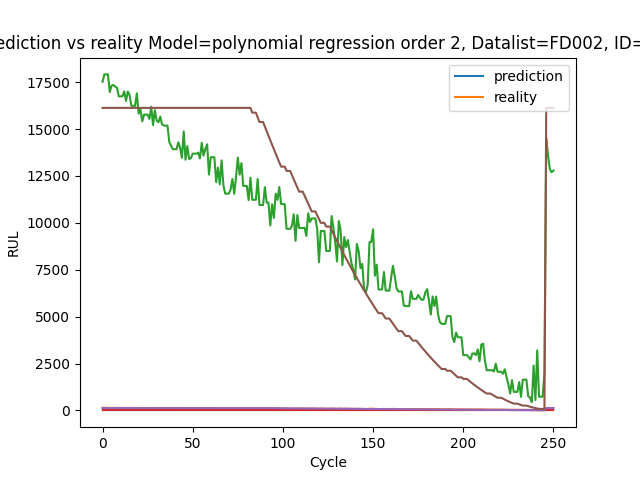 ediction vs reality Model=polynomial regression order 2, Datalist=FD002, ID=
prediction
reality
RUL
17500
15000
12500
10000
7500
5000
2500
0
0 50 100 150 200 250
Cycle